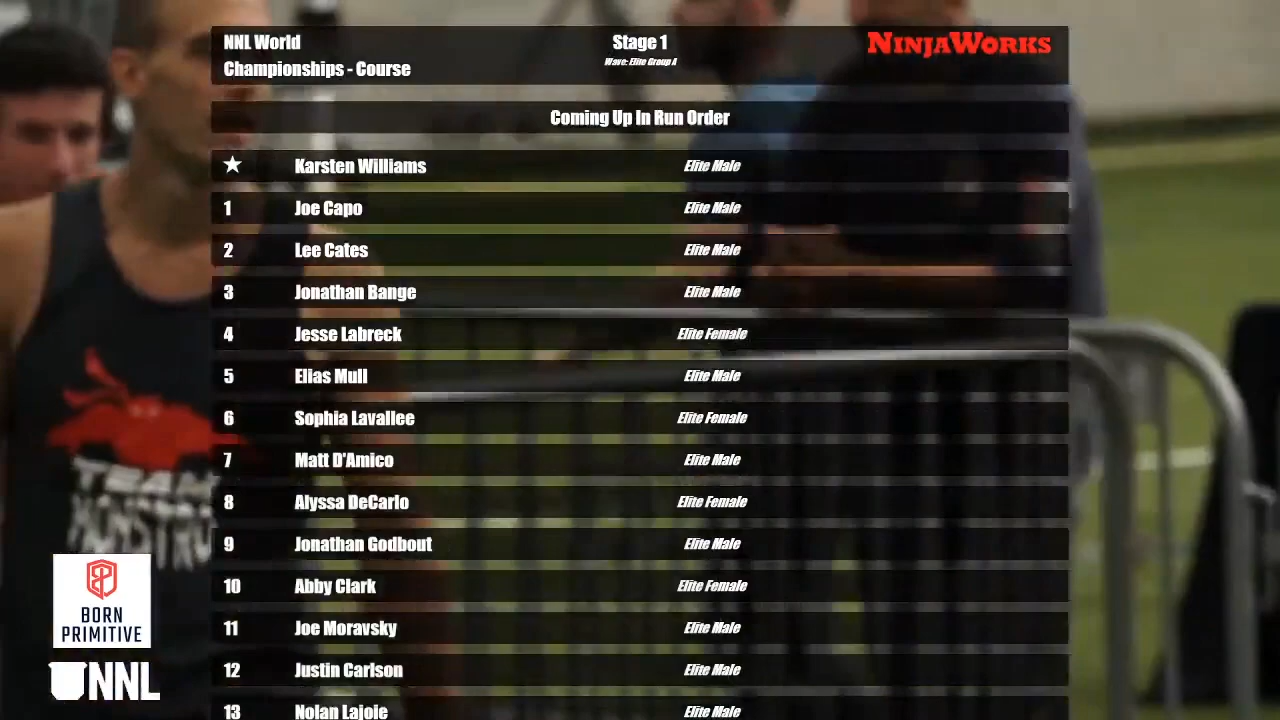 NNL World
Championships - Course
Stage 1
Wave: Elite Group A
NINJAWORKS
Coming Up In Run Order
★ Karsten Williams Elite Male
1 Joe Capo Elite Male
2 Lee Cates Elite Male
3 Jonathan Bange Elite Male
4 Jesse Labreck Elite Female
5 Elias Mull Elite Male
6 Sophia Lavallee Elite Female
7 Matt D'Amico Elite Male
8 Alyssa DeCarlo Elite Female
9 Jonathan Godbout Elite Male
10 Abby Clark Elite Female
11 Joe Moravsky Elite Male
12 Justin Carlson Elite Male
13 Nolan Lajoie Elite Male
TEAM
BORN
PRIMITIVE
NNL